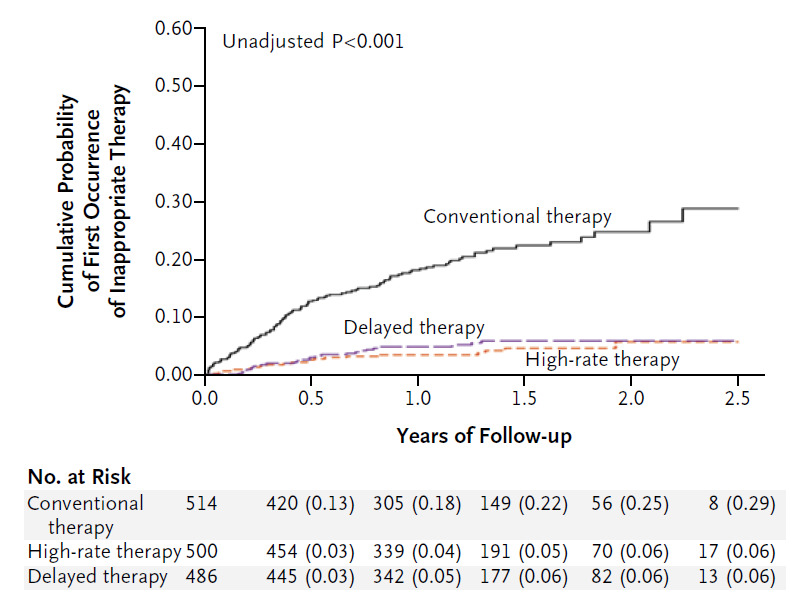 0.60
Unadjusted P<0.001
0.50
0.40
0.30
0.20
0.10
0.00
Cumulative Probability
of First Occurrence
of Inappropriate Therapy
Conventional therapy
Delayed therapy
High-rate therapy
0.0 0.5 1.0 1.5 2.0 2.5
Years of Follow-up
No. at Risk
Conventional 514 420 (0.13) 305 (0.18) 149 (0.22) 56 (0.25) 8 (0.29)
therapy
High-rate therapy 500 454 (0.03) 339 (0.04) 191 (0.05) 70 (0.06) 17 (0.06)
Delayed therapy 486 445 (0.03) 342 (0.05) 177 (0.06) 82 (0.06) 13 (0.06)